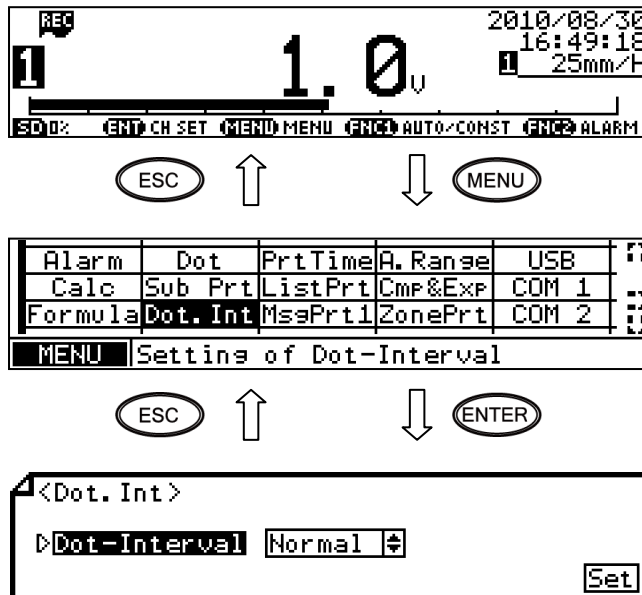 REC
2010/08/30
16:49:18
1 1.0V 1 25mm/H
SD 0% ENT CH SET MENU MENU FNC1 AUTO/CONST FNC2 ALARM
ESC MENU
Alarm Dot PrtTime A.Range USB
Calc Sub Prt ListPrt Cmp&Exp COM 1
Formula Dot.Int MsgPrt1 ZonePrt COM 2
MENU Setting of Dot-Interval
ESC ENTER
<Dot.Int>
Dot-Interval Normal
Set